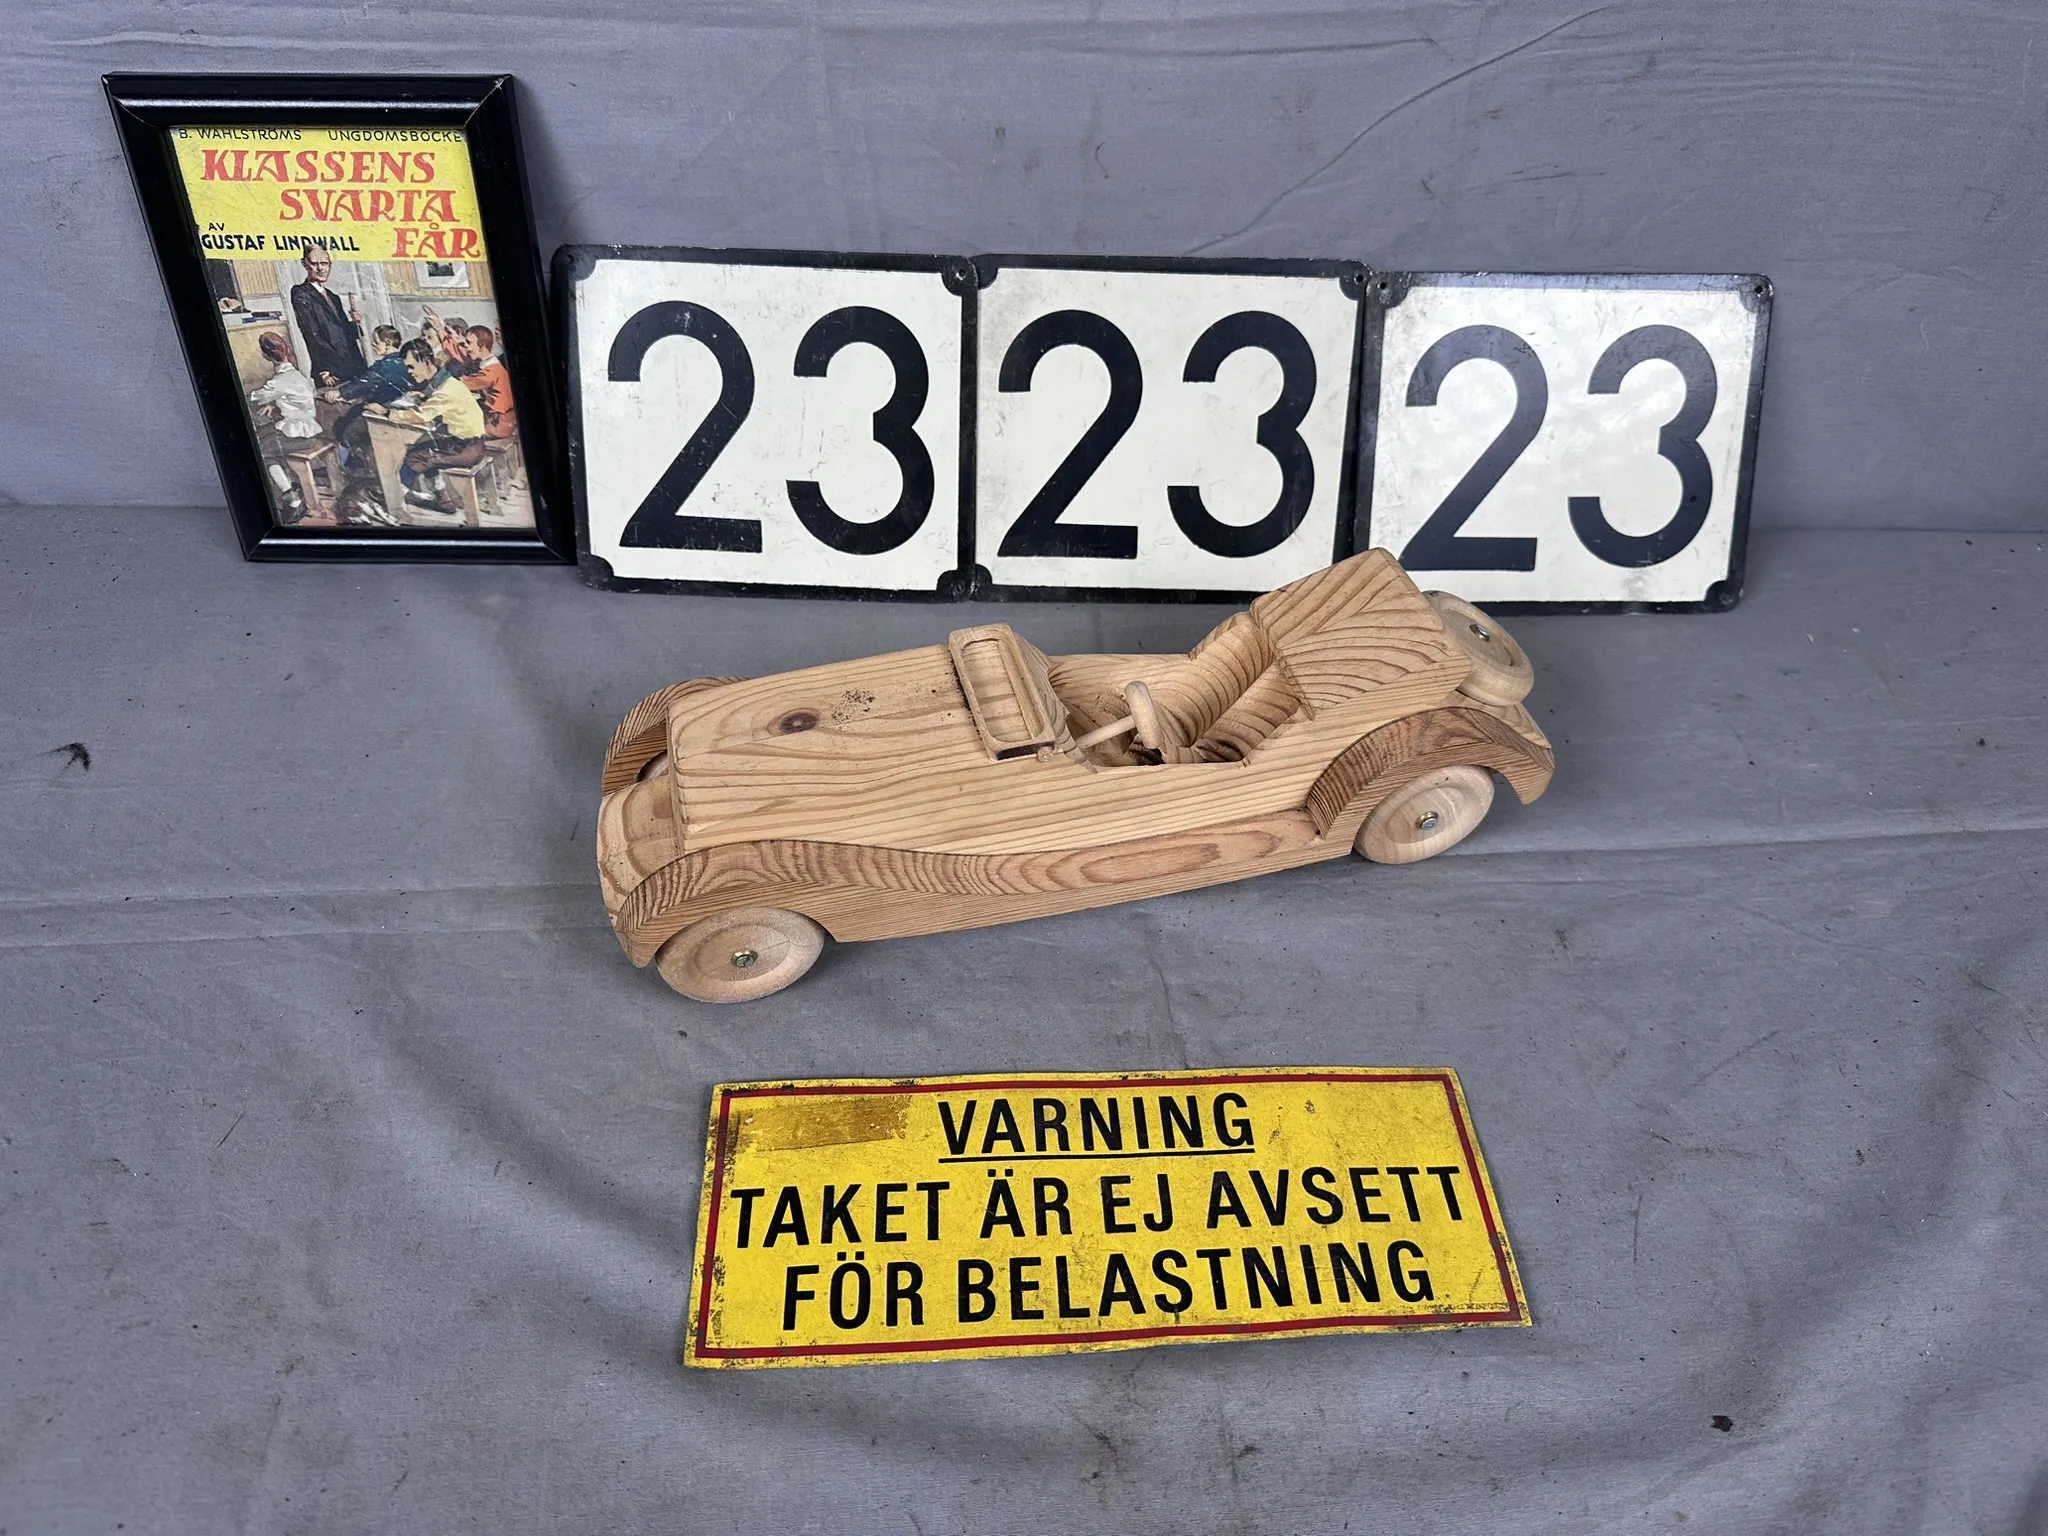 B. WAHLSTRÖMS UNGDOMSBÖCKE
KLASSENS
SVARTA
FÅR
AV
GUSTAF LINDWALL
23
23
23
VARNING
TAKET ÄR EJ AVSETT
FÖR BELASTNING